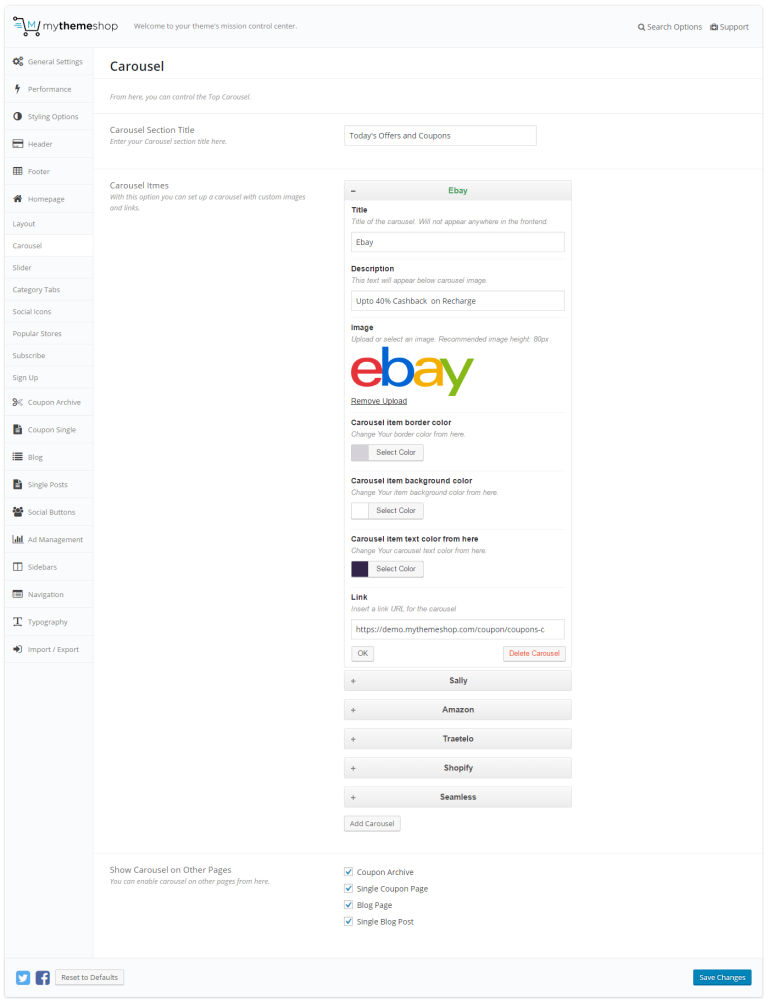 mythemeshop
Welcome to your theme's mission control center.
Search Options
Support
General Settings
Performance
Styling Options
Header
Footer
Homepage
Layout
Carousel
Slider
Category Tabs
Social Icons
Popular Stores
Subscribe
Sign Up
Coupon Archive
Coupon Single
Blog
Single Posts
Social Buttons
Ad Management
Sidebars
Navigation
Typography
Import / Export
Carousel
From here, you can control the Top Carousel.
Carousel Section Title
Enter your Carousel section title here.
Today's Offers and Coupons
Carousel Itmes
With this option you can set up a carousel with custom images
and links.
Ebay
Title
Title of the carousel. Will not appear anywhere in the frontend.
Ebay
Description
This text will appear below carousel image.
Upto 40% Cashback  on Recharge
Image
Upload or select an image. Recommended image height: 80px
ebay
Remove Upload
Carousel item border color
Change Your border color from here.
Select Color
Carousel item background color
Change Your item background color from here.
Select Color
Carousel item text color from here
Change Your carousel text color from here.
Select Color
Link
Insert a link URL for the carousel
https://demo.mythemeshop.com/coupon/coupons-c
OK
Delete Carousel
Sally
Amazon
Traetelo
Shopify
Seamless
Add Carousel
Show Carousel on Other Pages
You can enable carousel on other pages from here.
Coupon Archive
Single Coupon Page
Blog Page
Single Blog Post
Reset to Defaults
Save Changes